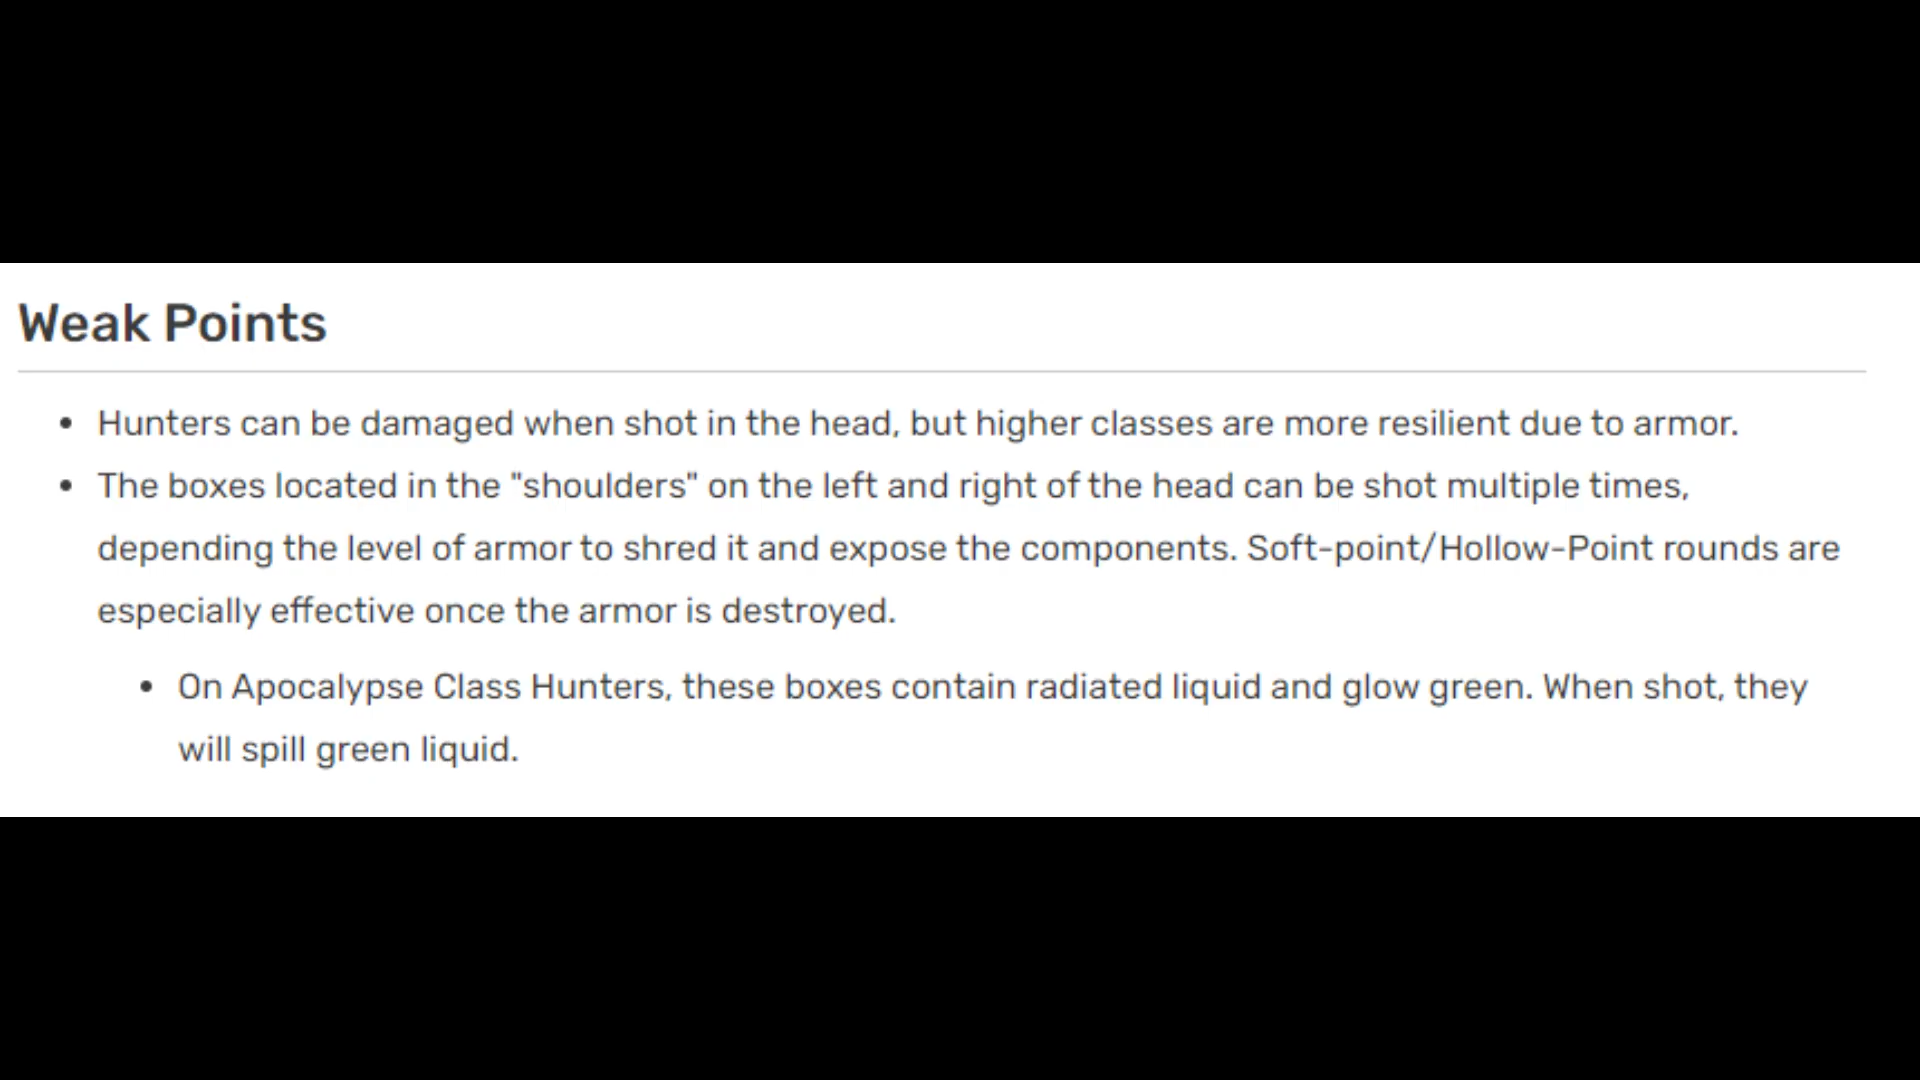 Weak Points
Hunters can be damaged when shot in the head, but higher classes are more resilient due to armor.
The boxes located in the "shoulders" on the left and right of the head can be shot multiple times,
depending the level of armor to shred it and expose the components. Soft-point/Hollow-Point rounds are
especially effective once the armor is destroyed.
On Apocalypse Class Hunters, these boxes contain radiated liquid and glow green. When shot, they
will spill green liquid.